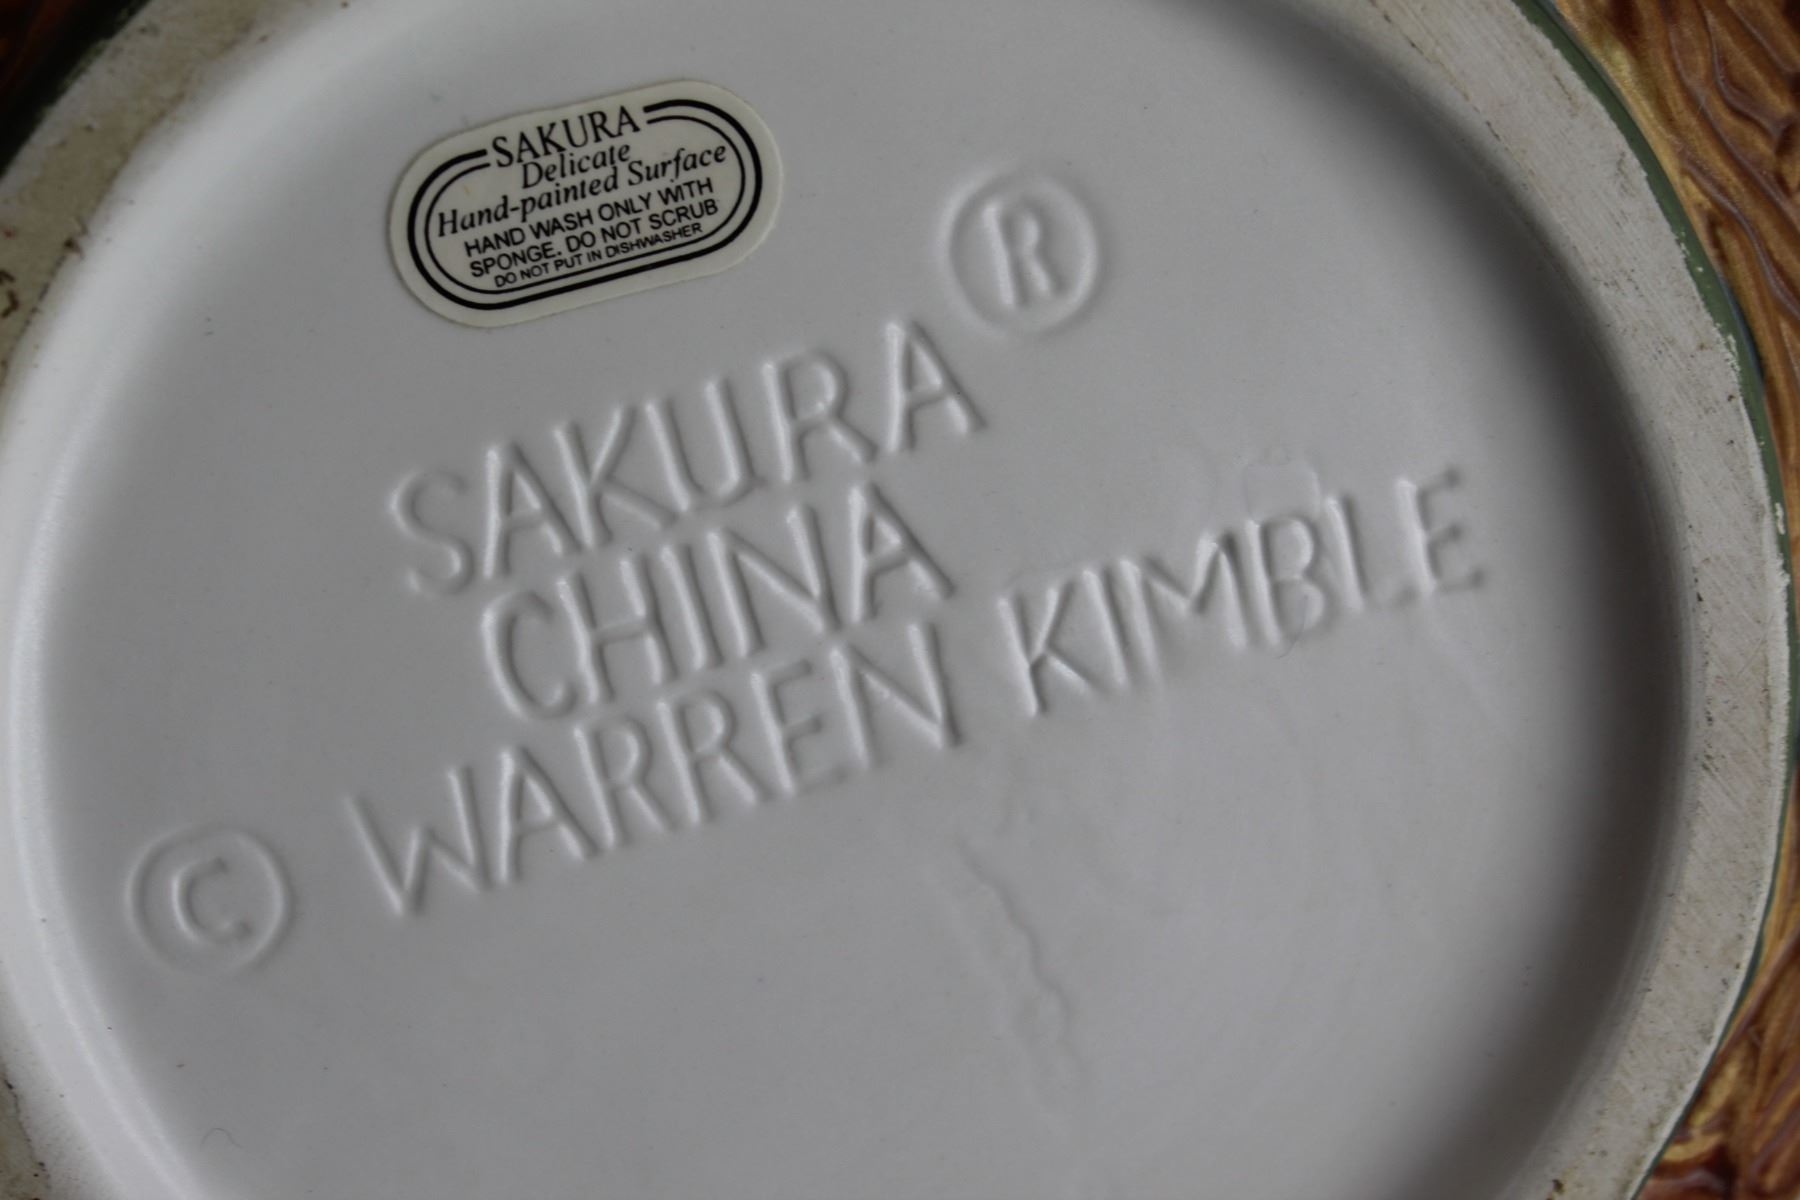 SAKURA
Delicate
Hand-painted Surface
HAND WASH ONLY WITH
SPONGE. DO NOT SCRUB
DO NOT PUT IN DISHWASHER
SAKURA ®
CHINA
© WARREN KIMBLE